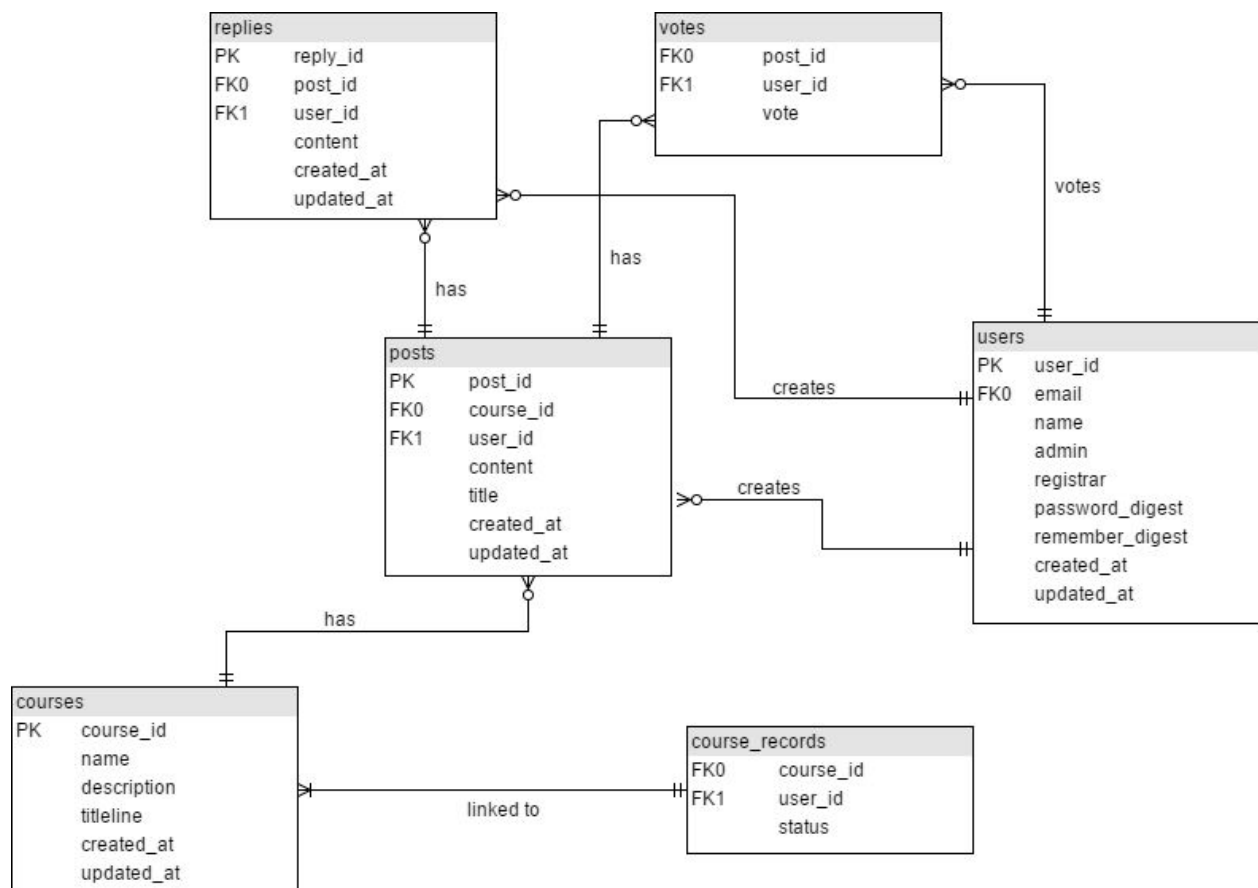 replies
PK reply_id
FK0 post_id
FK1 user_id
content
created_at
updated_at
votes
FK0 post_id
FK1 user_id
vote
votes
has
has
posts
PK post_id
FK0 course_id
FK1 user_id
content
title
created_at
updated_at
creates
creates
users
PK user_id
FK0 email
name
admin
registrar
password_digest
remember_digest
created_at
updated_at
has
courses
PK course_id
name
description
titleline
created_at
updated_at
linked to
course_records
FK0 course_id
FK1 user_id
status